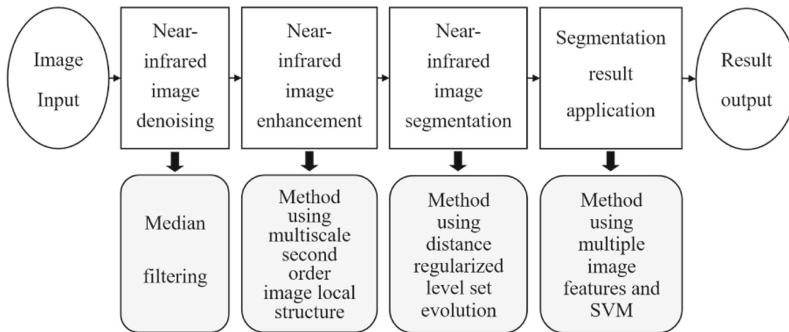 Image
Input
Near-
infrared
image
denoising
Near-
infrared
image
enhancement
Near-
infrared
image
segmentation
Segmentation
result
application
Result
output
Median
filtering
Method
using
multiscale
second
order
image local
structure
Method
using
distance
regularized
level set
evolution
Method
using
multiple
image
features and
SVM